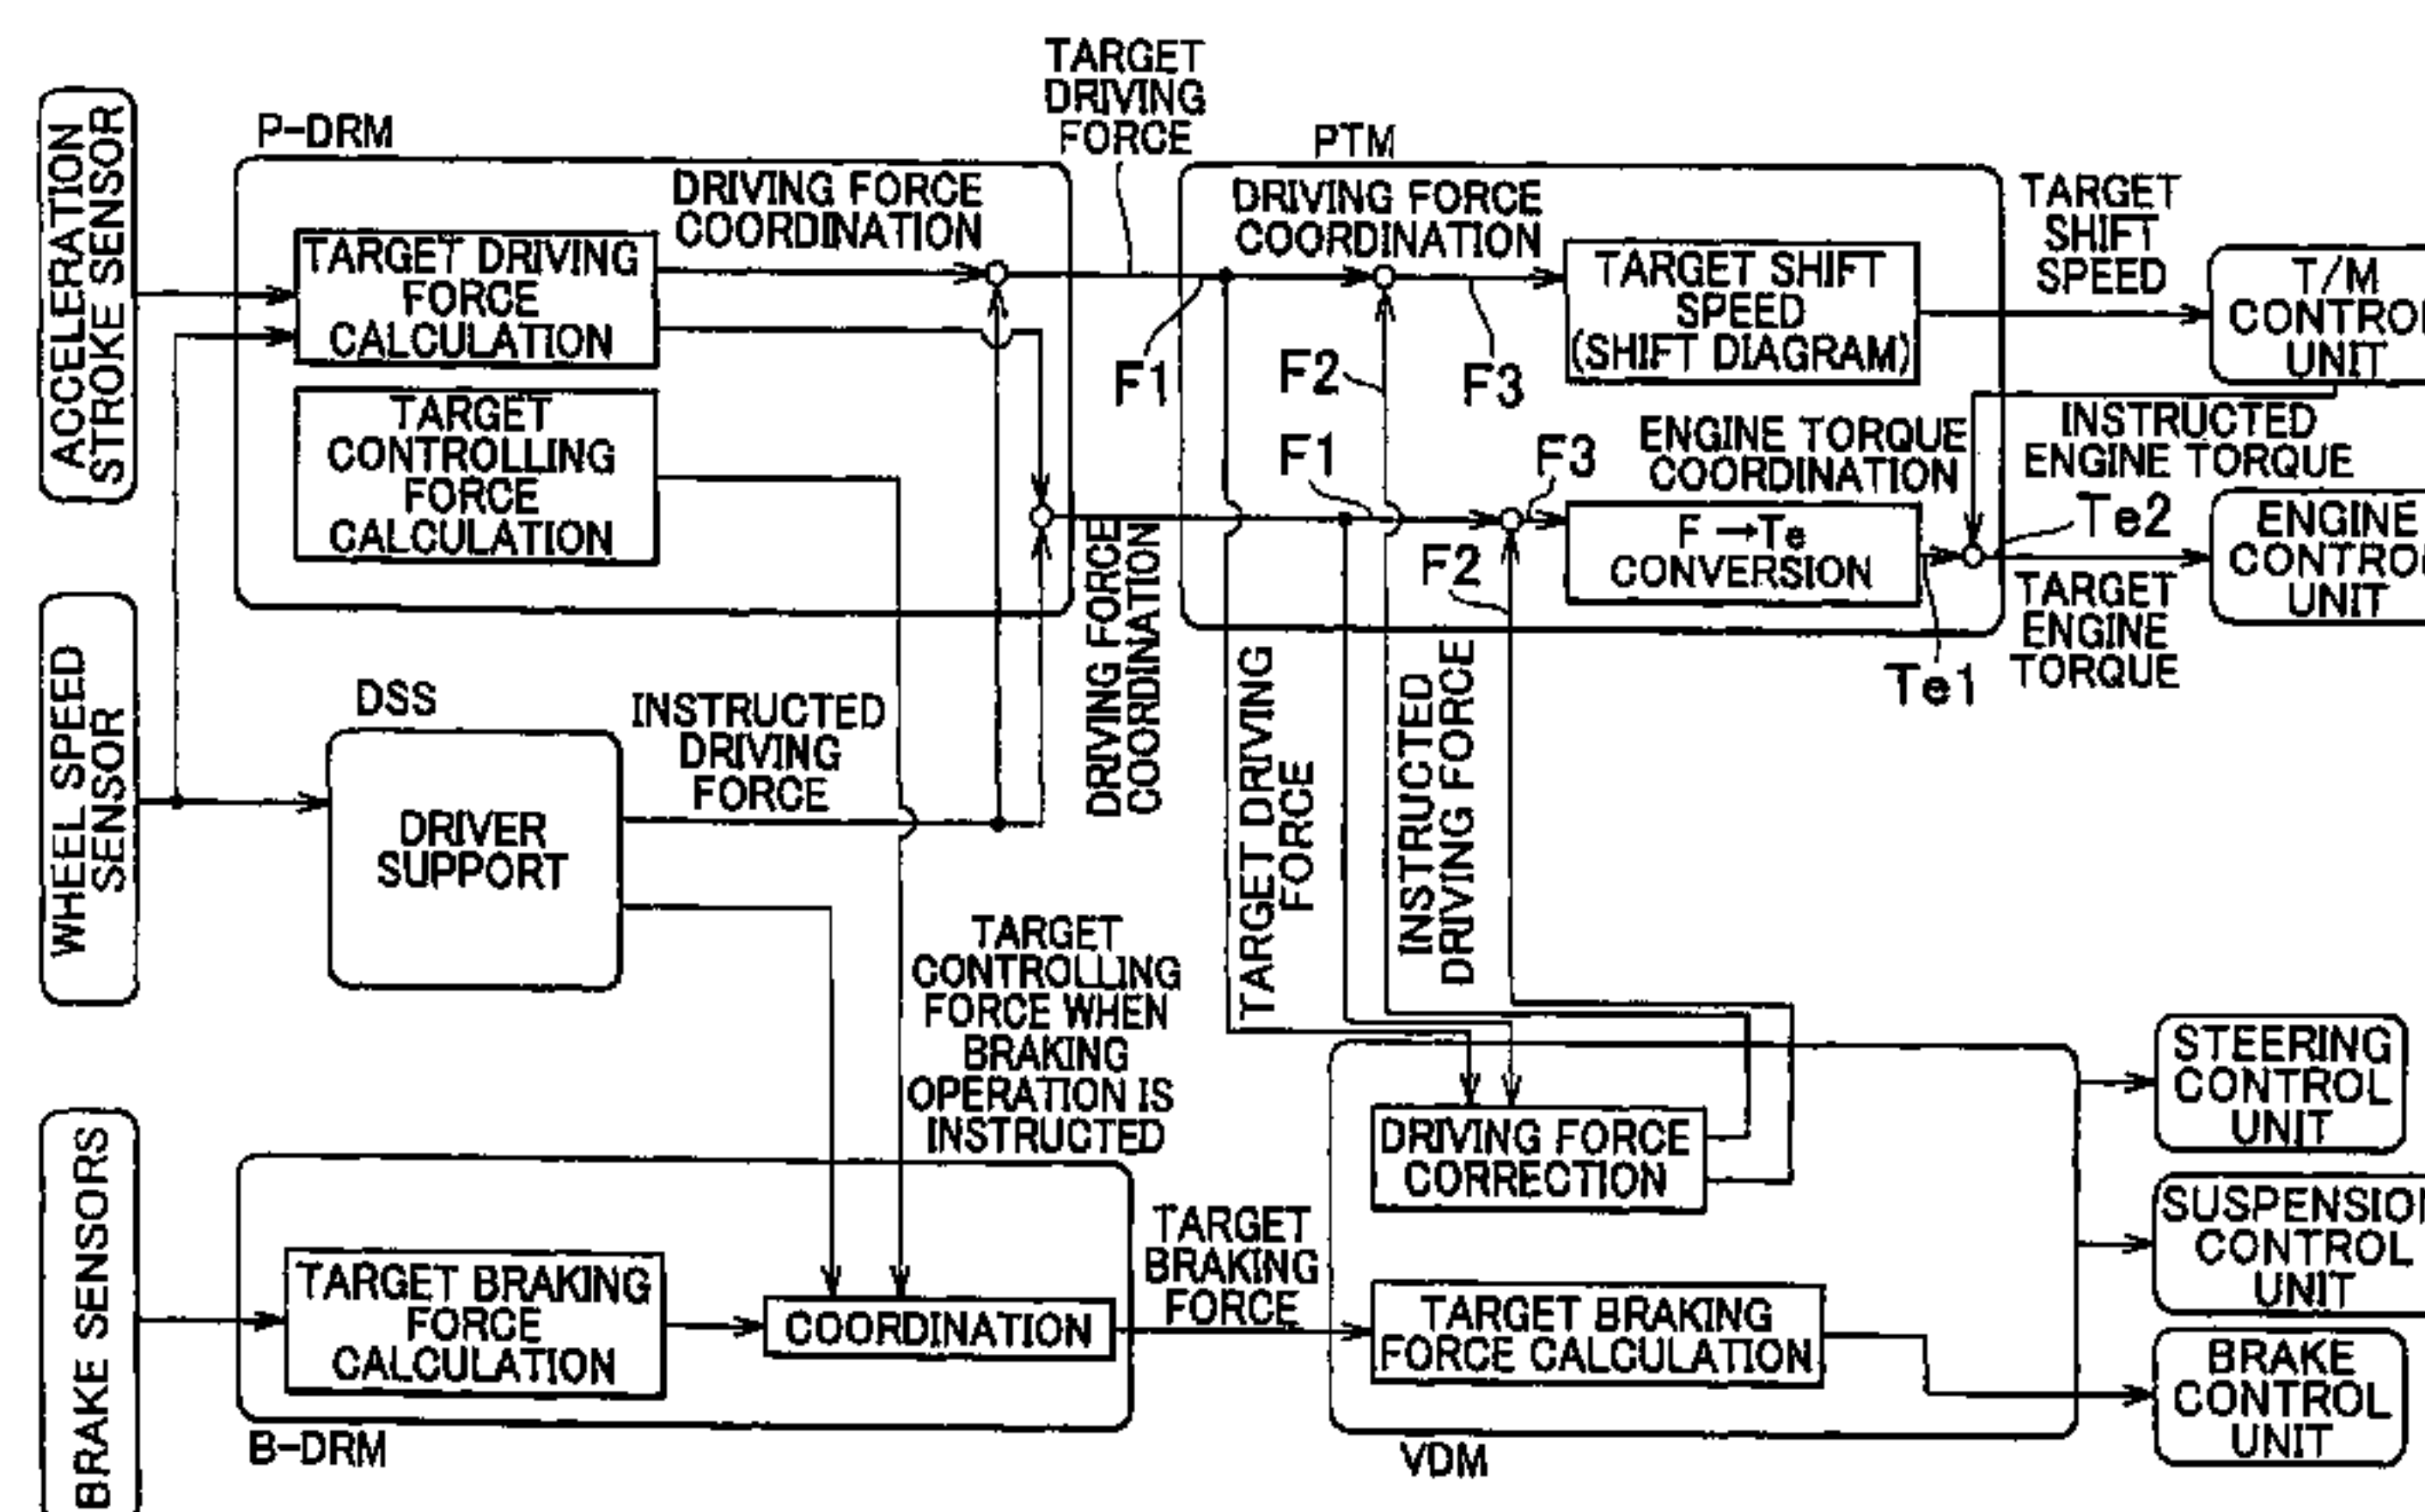 ACCELERATION
STROKE SENSOR
P-DRM
TARGET DRIVING
FORCE
CALCULATION
DRIVING FORCE
COORDINATION
TARGET
CONTROLLING
FORCE
CALCULATION
TARGET
DRIVING
FORCE
PTM
DRIVING FORCE
COORDINATION
F1
F2
F3
TARGET SHIFT
SPEED
(SHIFT DIAGRAM)
TARGET
SHIFT
SPEED
T/M
CONTROL
UNIT
F1
F2
F3
ENGINE TORQUE
COORDINATION
F→Te
CONVERSION
INSTRUCTED
ENGINE TORQUE
Te2
Te1
TARGET
ENGINE
TORQUE
ENGINE
CONTROL
UNIT
WHEEL SPEED
SENSOR
DSS
DRIVER
SUPPORT
INSTRUCTED
DRIVING
FORCE
DRIVING FORCE
COORDINATION
TARGET DRIVING
FORCE
INSTRUCTED
DRIVING FORCE
TARGET
CONTROLLING
FORCE WHEN
BRAKING
OPERATION IS
INSTRUCTED
BRAKE SENSORS
TARGET BRAKING
FORCE
CALCULATION
COORDINATION
B-DRM
TARGET
BRAKING
FORCE
DRIVING FORCE
CORRECTION
TARGET BRAKING
FORCE CALCULATION
VDM
STEERING
CONTROL
UNIT
SUSPENSION
CONTROL
UNIT
BRAKE
CONTROL
UNIT